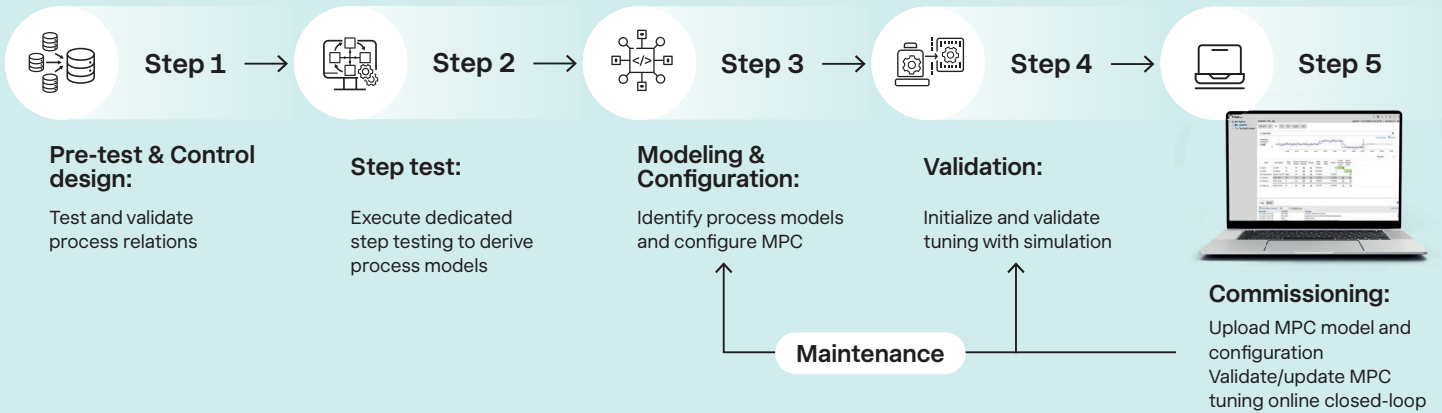 Step 1
Step 2
Step 3
Step 4
Step 5
Pre-test & Control
design:
Test and validate
process relations
Step test:
Execute dedicated
step testing to derive
process models
Modeling &
Configuration:
Identify process models
and configure MPC
Validation:
Initialize and validate
tuning with simulation
Commissioning:
Upload MPC model and
configuration
Validate/update MPC
tuning online closed-loop
Maintenance